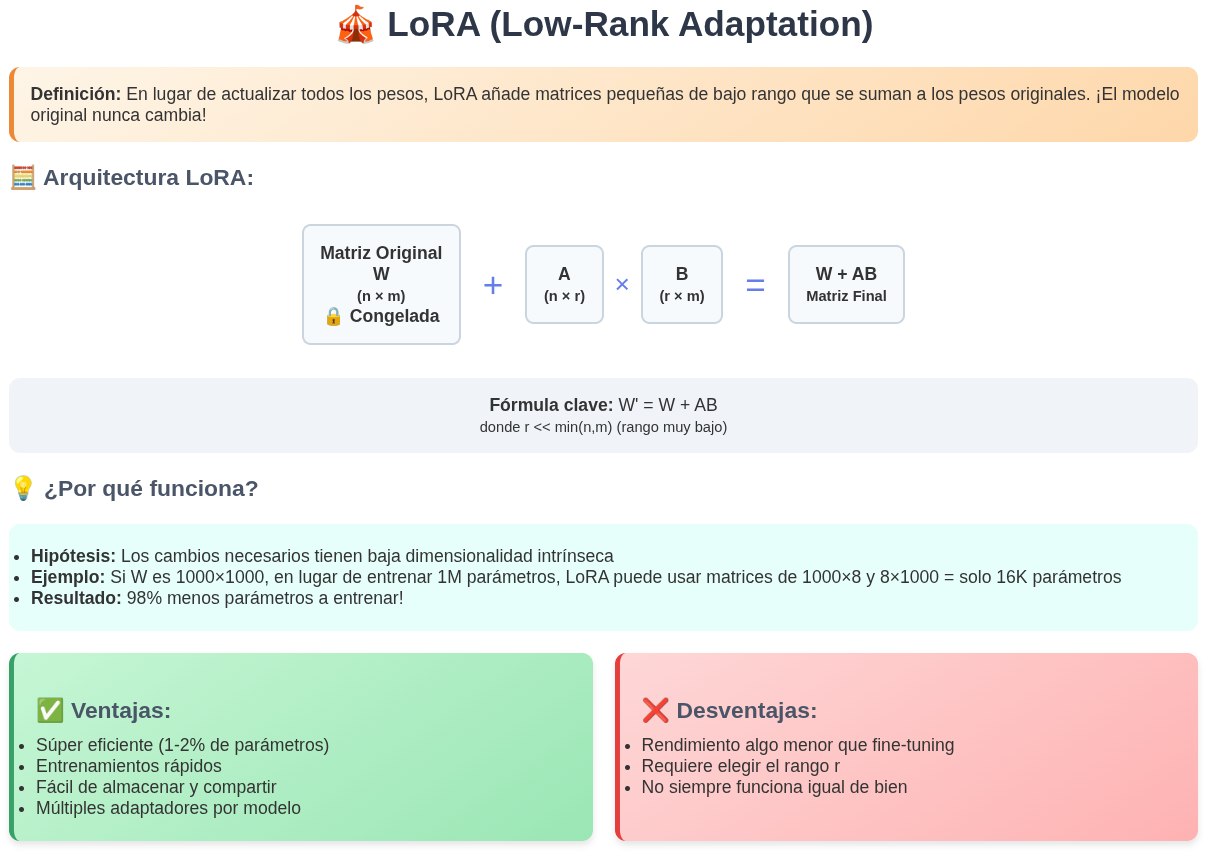 🎪 LoRA (Low-Rank Adaptation)
Definición: En lugar de actualizar todos los pesos, LoRA añade matrices pequeñas de bajo rango que se suman a los pesos originales. ¡El modelo
original nunca cambia!
🧮 Arquitectura LoRA:
Matriz Original
W
(n × m)
🔒 Congelada
+
A
(n × r)
×
B
(r × m)
=
W + AB
Matriz Final
Fórmula clave: W' = W + AB
donde r << min(n,m) (rango muy bajo)
💡 ¿Por qué funciona?
• Hipótesis: Los cambios necesarios tienen baja dimensionalidad intrínseca
• Ejemplo: Si W es 1000×1000, en lugar de entrenar 1M parámetros, LoRA puede usar matrices de 1000×8 y 8×1000 = solo 16K parámetros
• Resultado: 98% menos parámetros a entrenar!
✅ Ventajas:
• Súper eficiente (1-2% de parámetros)
• Entrenamientos rápidos
• Fácil de almacenar y compartir
• Múltiples adaptadores por modelo
❌ Desventajas:
• Rendimiento algo menor que fine-tuning
• Requiere elegir el rango r
• No siempre funciona igual de bien